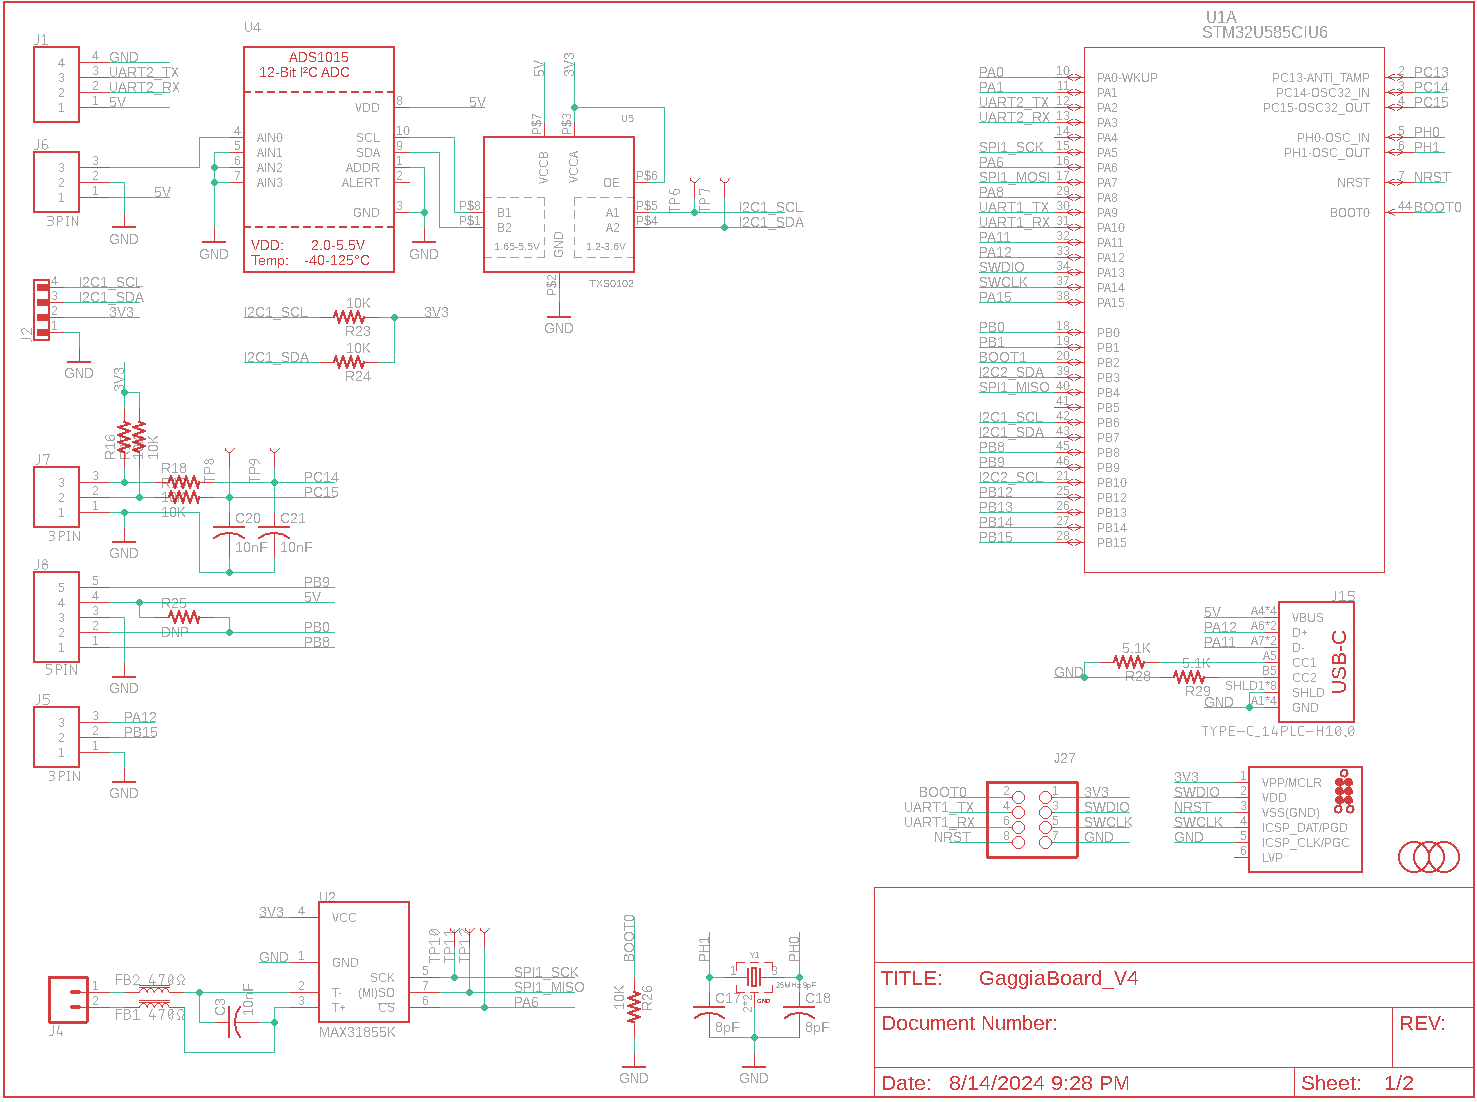 J1
4 4 GND
3 3 UART2_TX
2 2 UART2_RX
1 1 5V
J6
3 3
2 2
1 1 5V
3PIN
GND
U4
ADS1015
12-Bit I²C ADC
VDD 8 5V
4 AIN0 SCL 10
5 AIN1 SDA 9
6 AIN2 ADDR 1
7 AIN3 ALERT 2
GND 3
VDD: 2.0-5.5V
Temp: -40-125°C
GND
GND
5V
3V3
U5
P$7
P$3
VCCB
VCCA
OE P$6
P$8 B1 A1 P$5 I2C1_SCL
P$1 B2 A2 P$4 I2C1_SDA
TP6
TP7
1.65-5.5V
GND
1.2-3.6V
P$2
TXS0102
GND
J2
4 I2C1_SCL
3 I2C1_SDA
2 3V3
1
GND
I2C1_SCL 10K R23 3V3
I2C1_SDA 10K R24
3V3
R16
10K
J7
3 3 R18 PC14
2 2 PC15
1 1 10K
3PIN
GND
TP8
TP9
C20 C21
10nF 10nF
J8
5 5 PB9
4 4 5V
3 3 R25
2 2 DNP PB0
1 1 PB8
5PIN
GND
J5
3 3 PA12
2 2 PB15
1 1
3PIN
GND
U1A
STM32U585CIU6
PA0 10 PA0-WKUP
PA1 11 PA1
UART2_TX 12 PA2
UART2_RX 13 PA3
14 PA4
SPI1_SCK 15 PA5
PA6 16 PA6
SPI1_MOSI 17 PA7
PA8 29 PA8
UART1_TX 30 PA9
UART1_RX 31 PA10
PA11 32 PA11
PA12 33 PA12
SWDIO 34 PA13
SWCLK 37 PA14
PA15 38 PA15
PB0 18 PB0
PB1 19 PB1
BOOT1 20 PB2
I2C2_SDA 39 PB3
SPI1_MISO 40 PB4
41 PB5
I2C1_SCL 42 PB6
I2C1_SDA 43 PB7
PB8 45 PB8
PB9 46 PB9
I2C2_SCL 21 PB10
PB12 25 PB12
PB13 26 PB13
PB14 27 PB14
PB15 28 PB15
PC13-ANTI_TAMP 2 PC13
PC14-OSC32_IN 3 PC14
PC15-OSC32_OUT 4 PC15
PH0-OSC_IN 5 PH0
PH1-OSC_OUT 6 PH1
NRST 7 NRST
BOOT0 44 BOOT0
J15
5V A4*4 VBUS
PA12 A6*2 D+
PA11 A7*2 D-
A5 CC1
B5 CC2
SHLD1*8 SHLD
GND A1*4 GND
USB-C
GND 5.1K R28
5.1K R29
TYPE-C_14PLC-H10.0
J27
BOOT0 2 1 3V3
UART1_TX 4 3 SWDIO
UART1_RX 6 5 SWCLK
NRST 8 7 GND
3V3 1 VPP/MCLR
SWDIO 2 VDD
NRST 3 VSS(GND)
SWCLK 4 ICSP_DAT/PGD
GND 5 ICSP_CLK/PGC
6 LVP
U2
3V3 4 VCC
GND 1 GND
SCK 5 SPI1_SCK
2 T- (MI)SO 7 SPI1_MISO
3 T+ CS 6 PA6
MAX31855K
TP10
J4
1
2
FB2 470Ω
FB1 470Ω
C3
10nF
BOOT0
10K
R26
GND
PH1
PH0
Y1
1 3
25MHz 9pF
2*2
GND
C17 C18
8pF 8pF
GND
TITLE: GaggiaBoard_V4
Document Number:
REV:
Date: 8/14/2024 9:28 PM
Sheet: 1/2